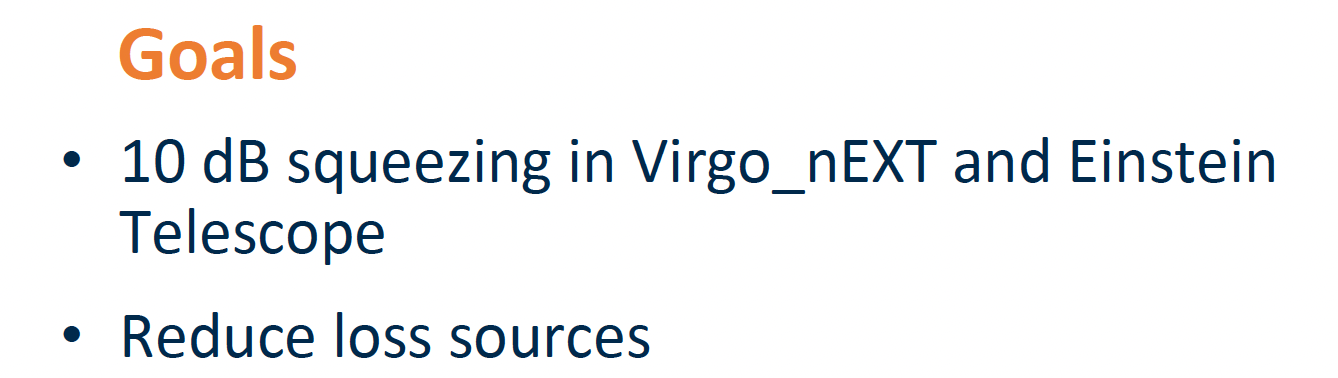 Goals
• 10 dB squeezing in Virgo_nEXT and Einstein
Telescope
• Reduce loss sources